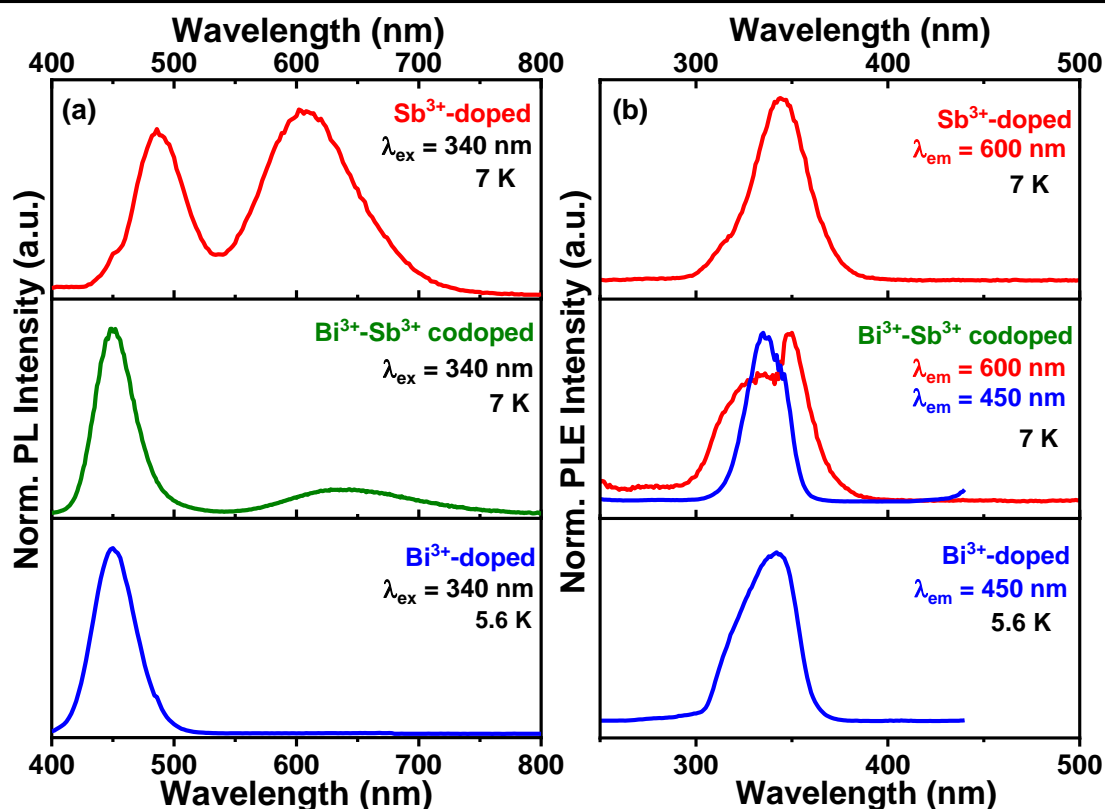 Wavelength (nm)
400 500 600 700 800
(a)
Sb³⁺-doped
λex = 340 nm
7 K
Bi³⁺-Sb³⁺ codoped
λex = 340 nm
7 K
Bi³⁺-doped
λex = 340 nm
5.6 K
Norm. PL Intensity (a.u.)
400 500 600 700 800
Wavelength (nm)
Wavelength (nm)
300 400 500
(b)
Sb³⁺-doped
λem = 600 nm
7 K
Bi³⁺-Sb³⁺ codoped
λem = 600 nm
λem = 450 nm
7 K
Bi³⁺-doped
λem = 450 nm
5.6 K
Norm. PLE Intensity (a.u.)
300 400 500
Wavelength (nm)